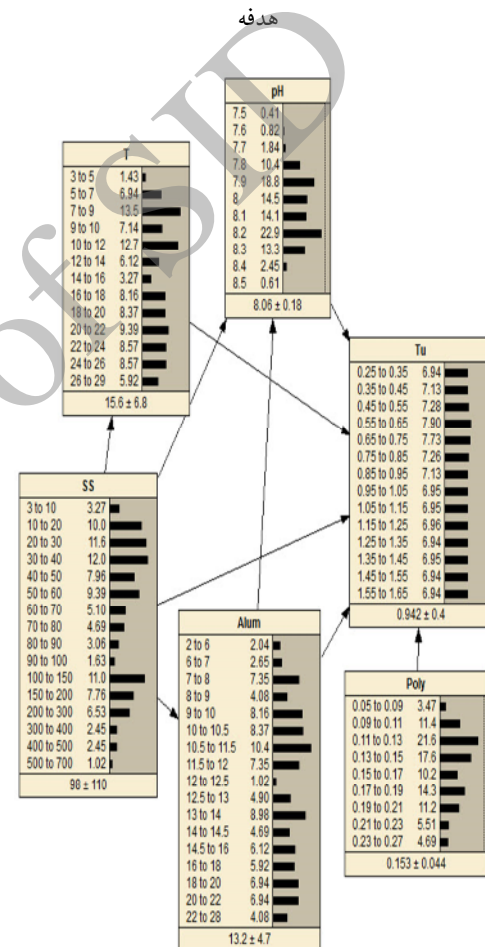 هدفه
of SID
pH
7.5 0.41
7.6 0.82
7.7 1.84
7.8 10.4
7.9 18.8
8 14.5
8.1 14.1
8.2 22.9
8.3 13.3
8.4 2.45
8.5 0.61
8.06 ± 0.18
T
3 to 5 1.43
5 to 7 6.94
7 to 9 13.5
9 to 10 7.14
10 to 12 12.7
12 to 14 6.12
14 to 16 3.27
16 to 18 8.16
18 to 20 8.37
20 to 22 9.39
22 to 24 8.57
24 to 26 8.57
26 to 29 5.92
15.6 ± 6.8
Tu
0.25 to 0.35 6.94
0.35 to 0.45 7.13
0.45 to 0.55 7.28
0.55 to 0.65 7.90
0.65 to 0.75 7.73
0.75 to 0.85 7.26
0.85 to 0.95 7.13
0.95 to 1.05 6.95
1.05 to 1.15 6.95
1.15 to 1.25 6.96
1.25 to 1.35 6.94
1.35 to 1.45 6.95
1.45 to 1.55 6.94
1.55 to 1.65 6.94
0.942 ± 0.4
SS
3 to 10 3.27
10 to 20 10.0
20 to 30 11.6
30 to 40 12.0
40 to 50 7.96
50 to 60 9.39
60 to 70 5.10
70 to 80 4.69
80 to 90 3.06
90 to 100 1.63
100 to 150 11.0
150 to 200 7.76
200 to 300 6.53
300 to 400 2.45
400 to 500 2.45
500 to 700 1.02
98 ± 110
Alum
2 to 6 2.04
6 to 7 2.65
7 to 8 7.35
8 to 9 4.08
9 to 10 8.16
10 to 10.5 8.37
10.5 to 11.5 10.4
11.5 to 12 7.35
12 to 12.5 1.02
12.5 to 13 4.90
13 to 14 8.98
14 to 14.5 4.69
14.5 to 16 6.12
16 to 18 5.92
18 to 20 6.94
20 to 22 6.94
22 to 28 4.08
13.2 ± 4.7
Poly
0.05 to 0.09 3.47
0.09 to 0.11 11.4
0.11 to 0.13 21.6
0.13 to 0.15 17.6
0.15 to 0.17 10.2
0.17 to 0.19 14.3
0.19 to 0.21 11.2
0.21 to 0.23 5.51
0.23 to 0.27 4.69
0.153 ± 0.044